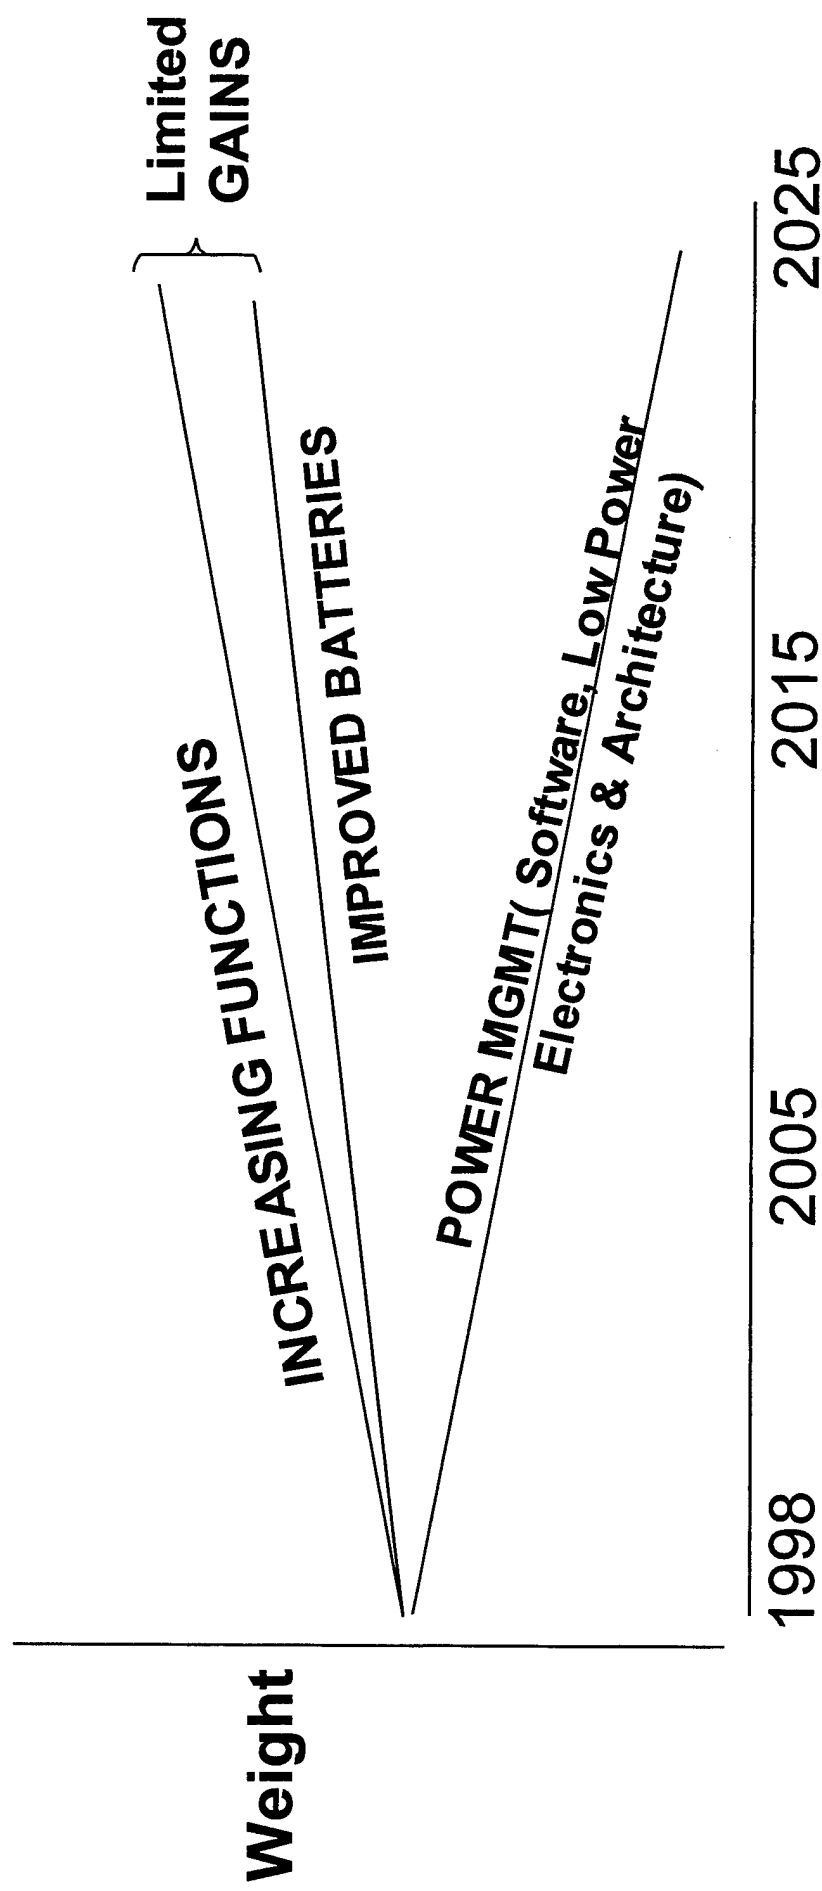 Weight
INCREASING FUNCTIONS
IMPROVED BATTERIES
Limited
GAINS
POWER MGMT( Software, Low Power
Electronics & Architecture)
1998
2005
2015
2025